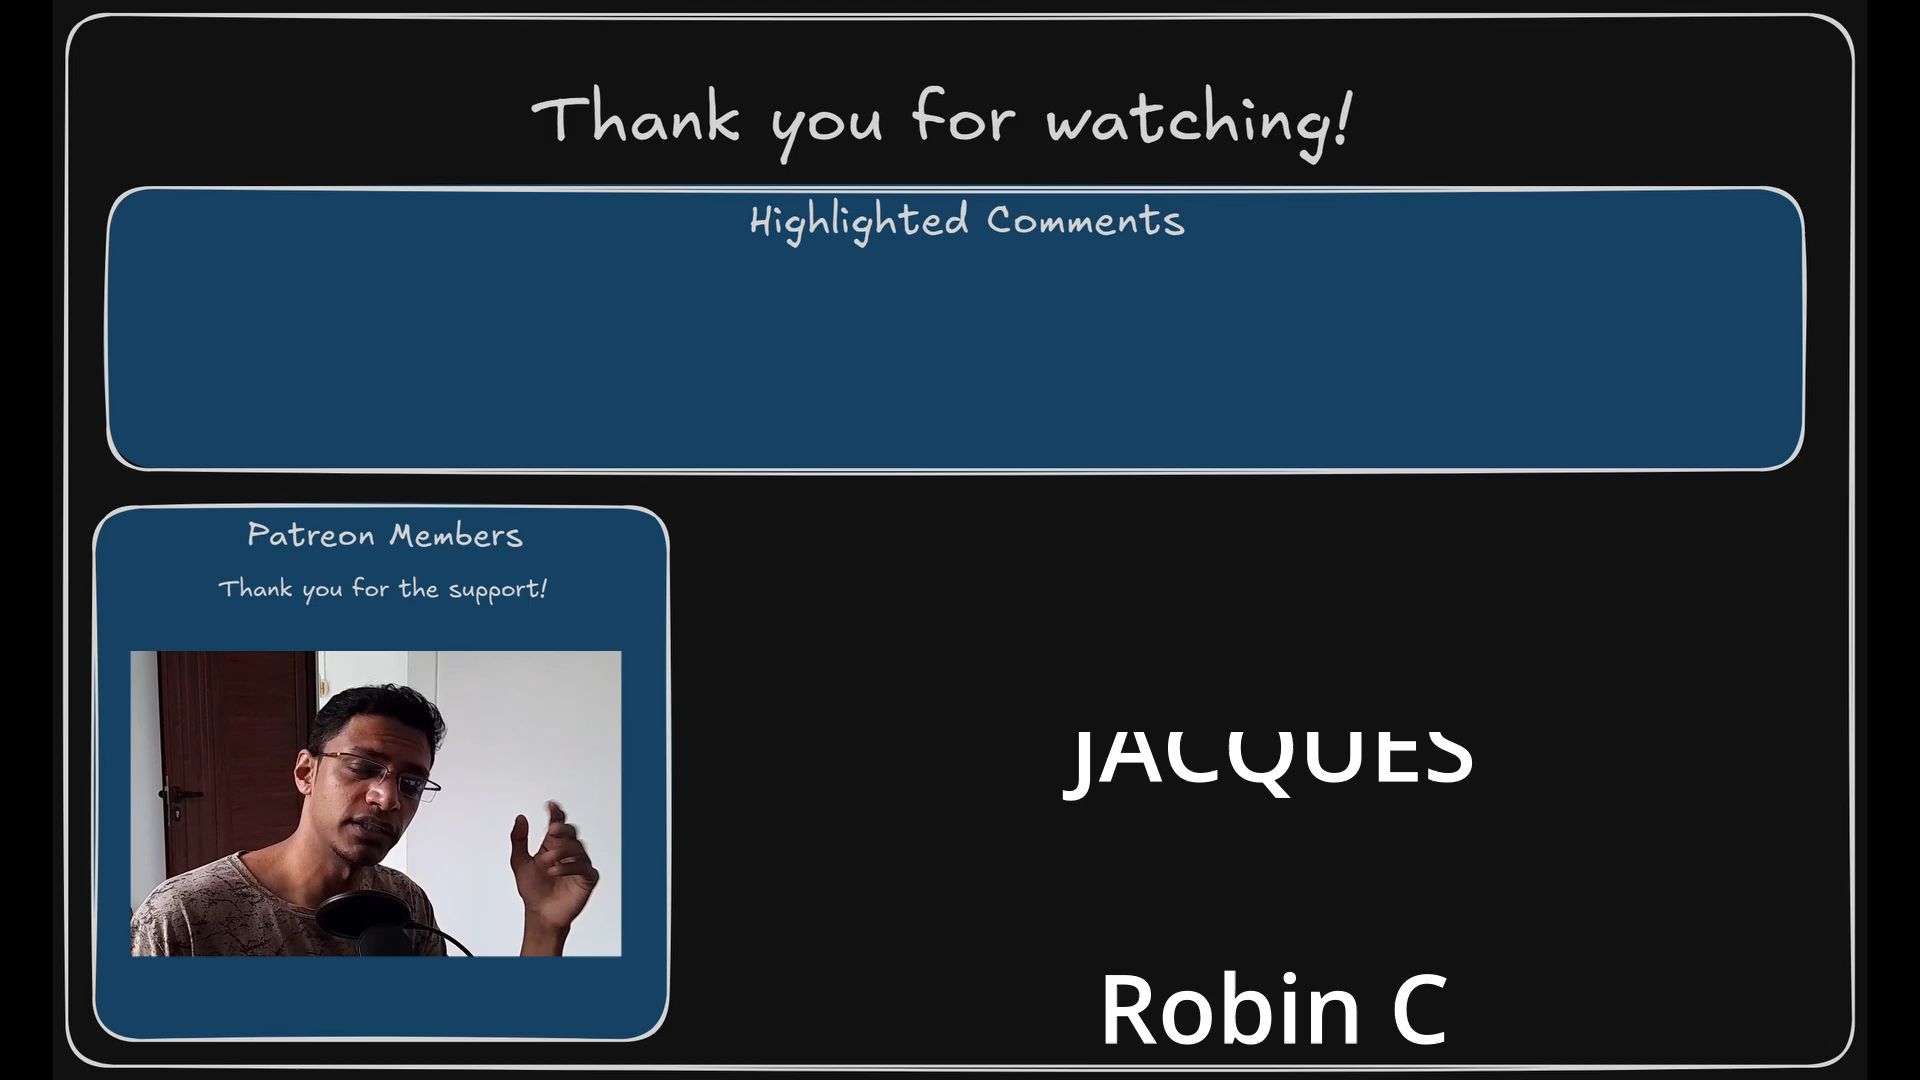 Thank you for watching!
Highlighted Comments
Patreon Members
Thank you for the support!
JACQUES
Robin C